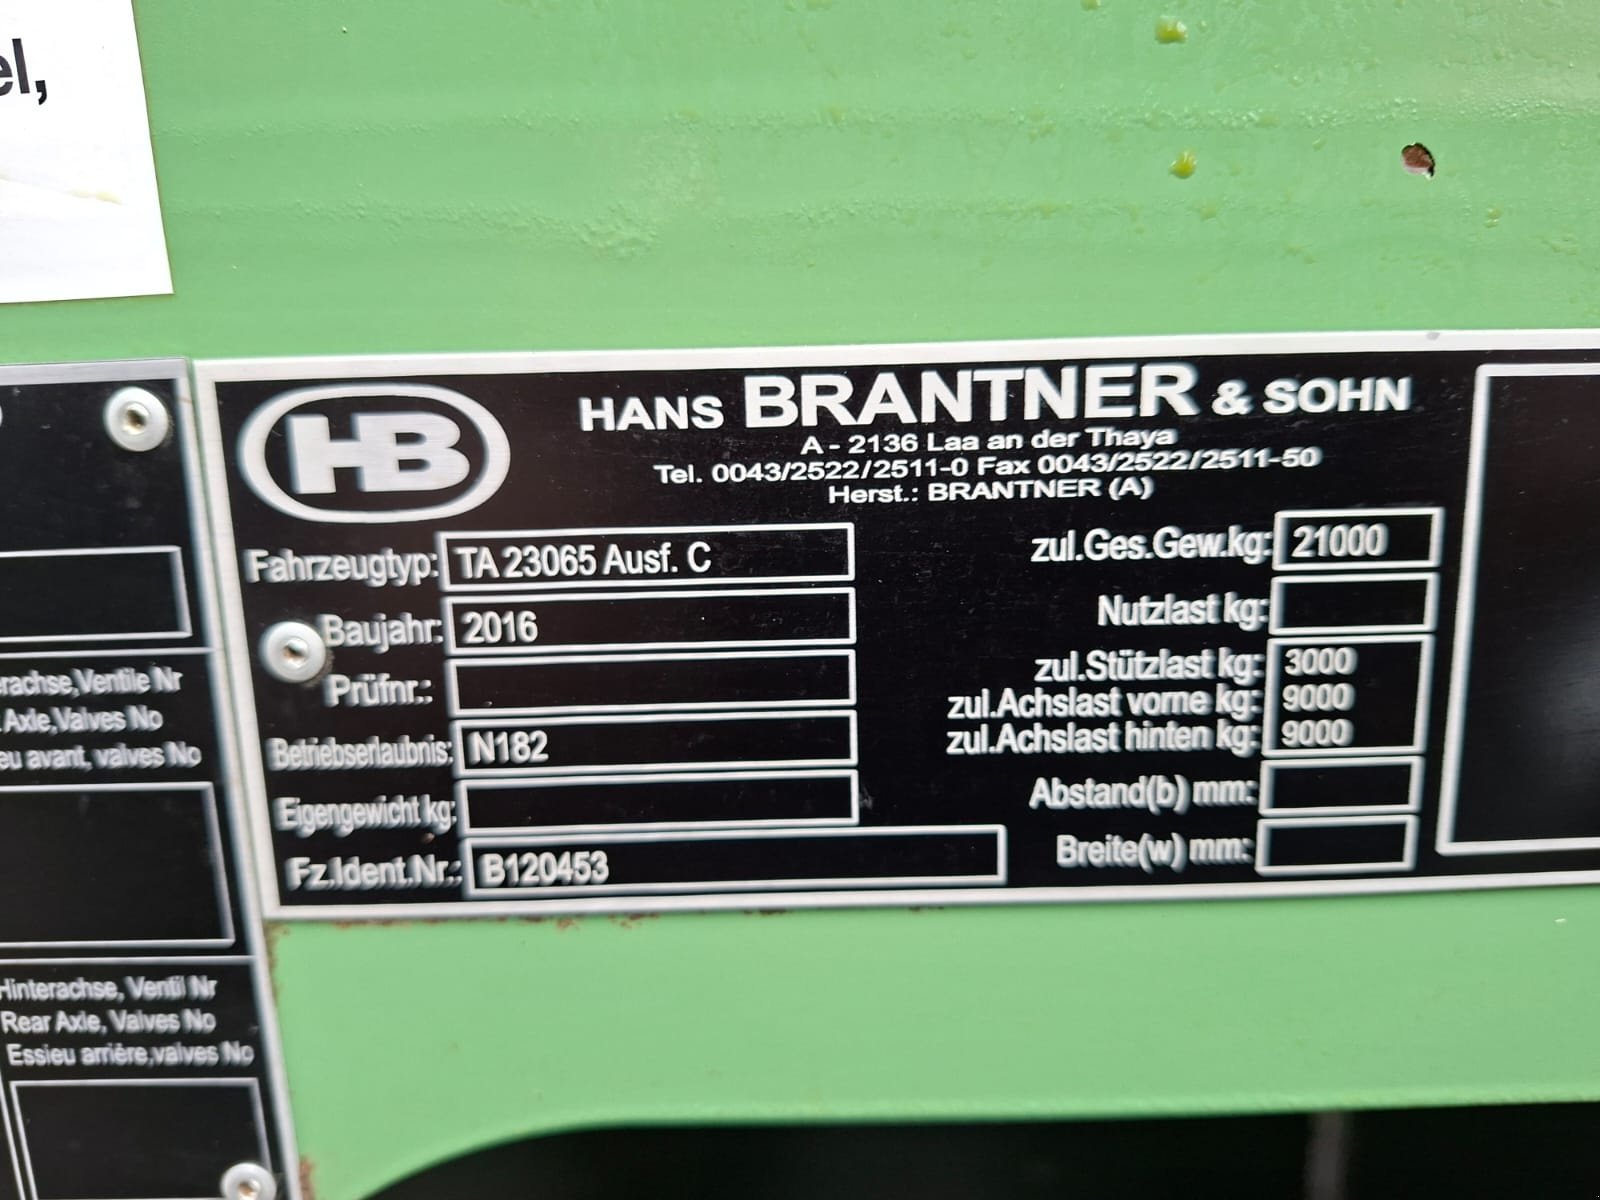 el,
HB
HANS BRANTNER & SOHN
A - 2136 Laa an der Thaya
Tel. 0043/2522/2511-0 Fax 0043/2522/2511-50
Herst.: BRANTNER (A)
Fahrzeugtyp: TA 23065 Ausf. C
Baujahr: 2016
Prüfnr.:
Betriebserlaubnis: N182
Eigengewicht kg:
Fz.Ident.Nr.: B120453
zul.Ges.Gew.kg: 21000
Nutzlast kg:
zul.Stützlast kg: 3000
zul.Achslast vorne kg: 9000
zul.Achslast hinten kg: 9000
Abstand(b) mm:
Breite(w) mm:
rachse,Ventile Nr
Axle,Valves No
eu avant, valves No
Hinterachse, Ventil Nr
Rear Axle, Valves No
Essieu arrière,valves No